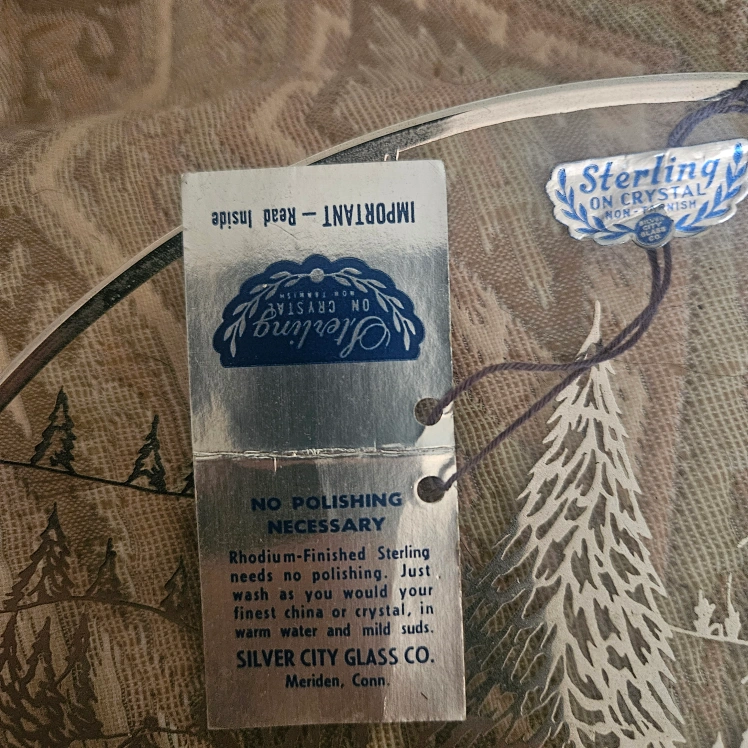 IMPORTANT — Read Inside
Sterling
ON CRYSTAL
NON TARNISH
NO POLISHING
NECESSARY
Rhodium-Finished Sterling
needs no polishing. Just
wash as you would your
finest china or crystal, in
warm water and mild suds.
SILVER CITY GLASS CO.
Meriden, Conn.
Sterling
ON CRYSTAL
NON-TARNISH
SILVER
CITY
GLASS
CO